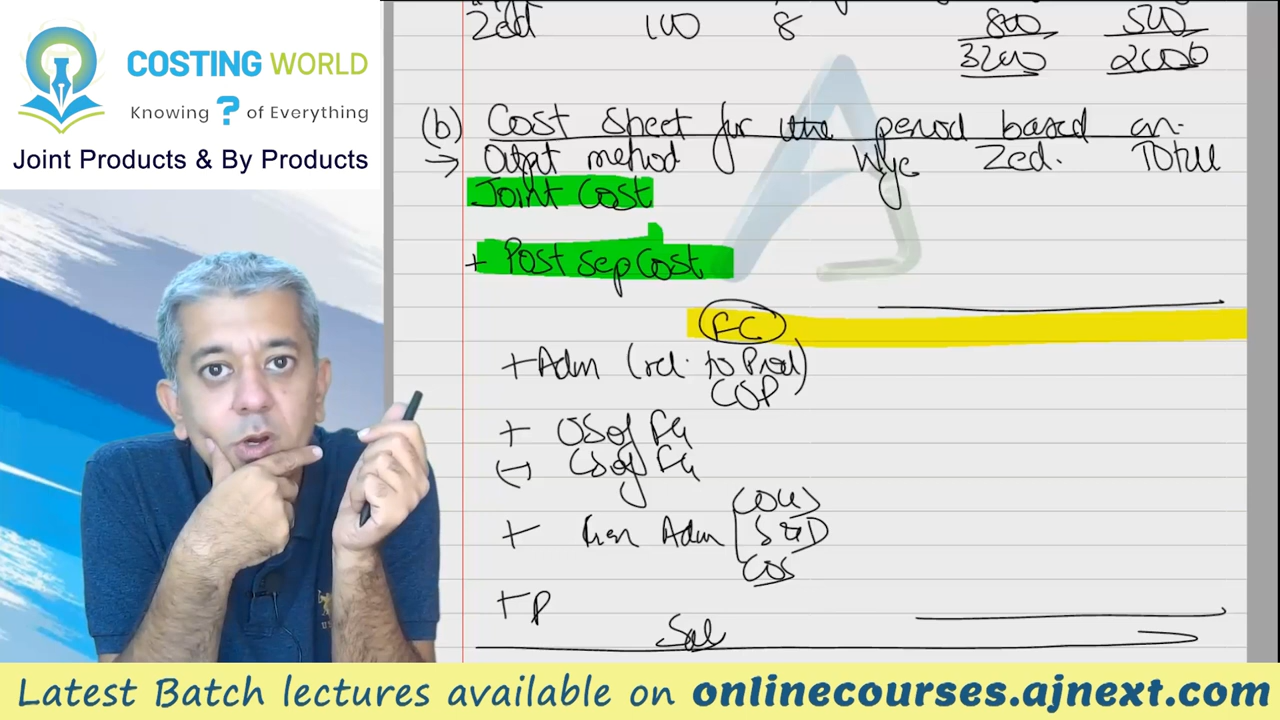 COSTING WORLD
Knowing ? of Everything
Joint Products & By Products
Zed 100 8 800 500
3200 2000
(b) Cost Sheet for the period based on
→ Output method Wye Zed. Total
Joint Cost
+ Post Sep Cost
FC
+ Adm (rel. to Prod)
COP
+ OS of FG
(-) CS of FG
COGS
+ Gen Adm S&D
COS
+ P
Sale
Latest Batch lectures available on onlinecourses.ajnext.com